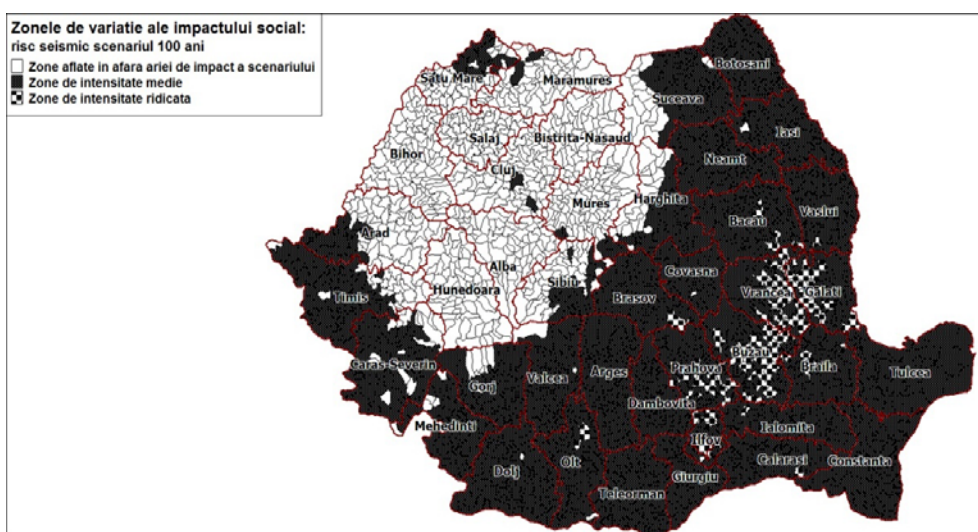 Zonele de variatie ale impactului social:
risc seismic scenariul 100 ani
Zone aflate in afara ariei de impact a scenariului
Zone de intensitate medie
Zone de intensitate ridicata
Botosani
Satu Mare
Maramures
Suceava
Iasi
Salaj
Bistrita-Nasaud
Bihor
Neamt
Cluj
Mures
Harghita
Bacau
Vaslui
Arad
Alba
Covasna
Sibiu
Hunedoara
Timis
Brasov
Vrancea
Galati
Caras-Severin
Gorj
Valcea
Arges
Prahova
Buzau
Braila
Tulcea
Dambovita
Mehedinti
Ialomita
Ilfov
Olt
Calarasi
Constanta
Dolj
Giurgiu
Teleorman